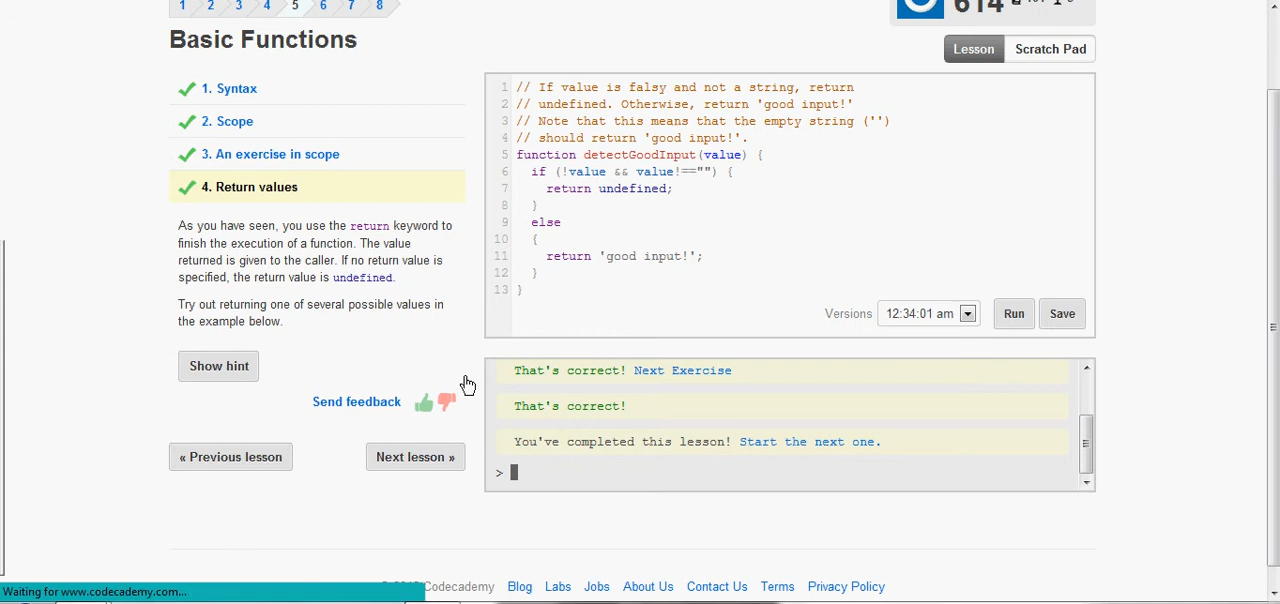 1 2 3 4 5 6 7 8
614
Basic Functions
Lesson Scratch Pad
1. Syntax
2. Scope
3. An exercise in scope
4. Return values
As you have seen, you use the return keyword to
finish the execution of a function. The value
returned is given to the caller. If no return value is
specified, the return value is undefined.
Try out returning one of several possible values in
the example below.
Show hint
Send feedback
« Previous lesson Next lesson »
1 // If value is falsy and not a string, return
2 // undefined. Otherwise, return 'good input!'
3 // Note that this means that the empty string ('')
4 // should return 'good input!'.
5 function detectGoodInput(value) {
6 if (!value && value!=="") {
7 return undefined;
8 }
9 else
10 {
11 return 'good input!';
12 }
13 }
Versions 12:34:01 am Run Save
That's correct! Next Exercise
That's correct!
You've completed this lesson! Start the next one.
>
Codecademy Blog Labs Jobs About Us Contact Us Terms Privacy Policy
Waiting for www.codecademy.com...